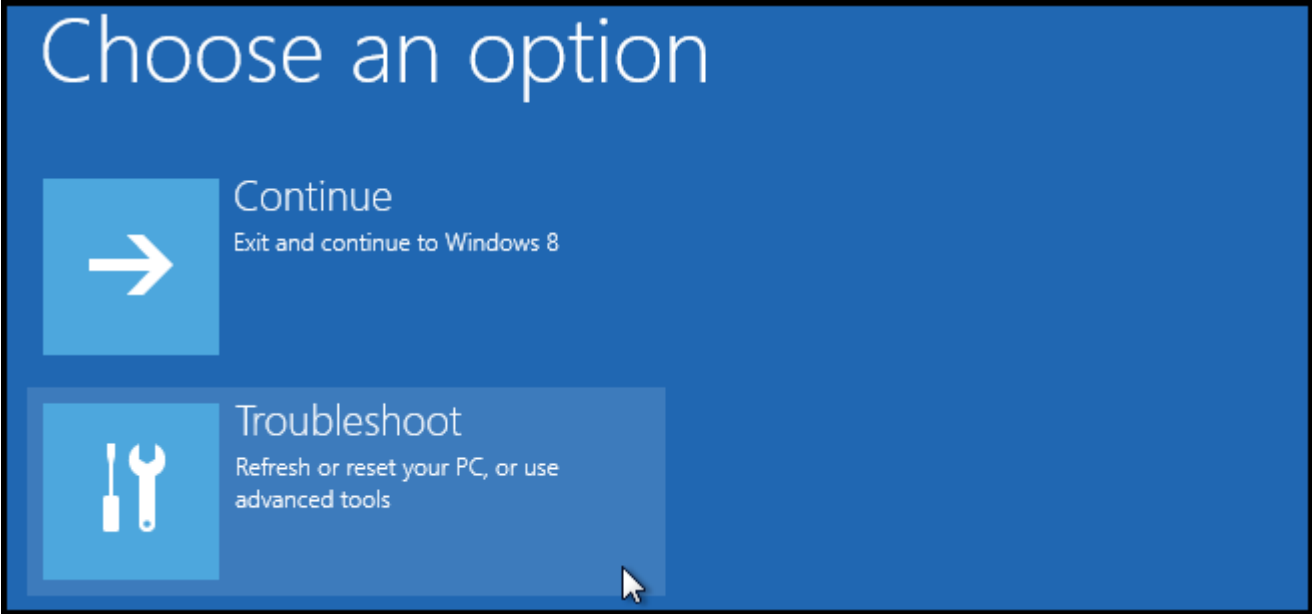 Choose an option
Continue
Exit and continue to Windows 8
Troubleshoot
Refresh or reset your PC, or use
advanced tools